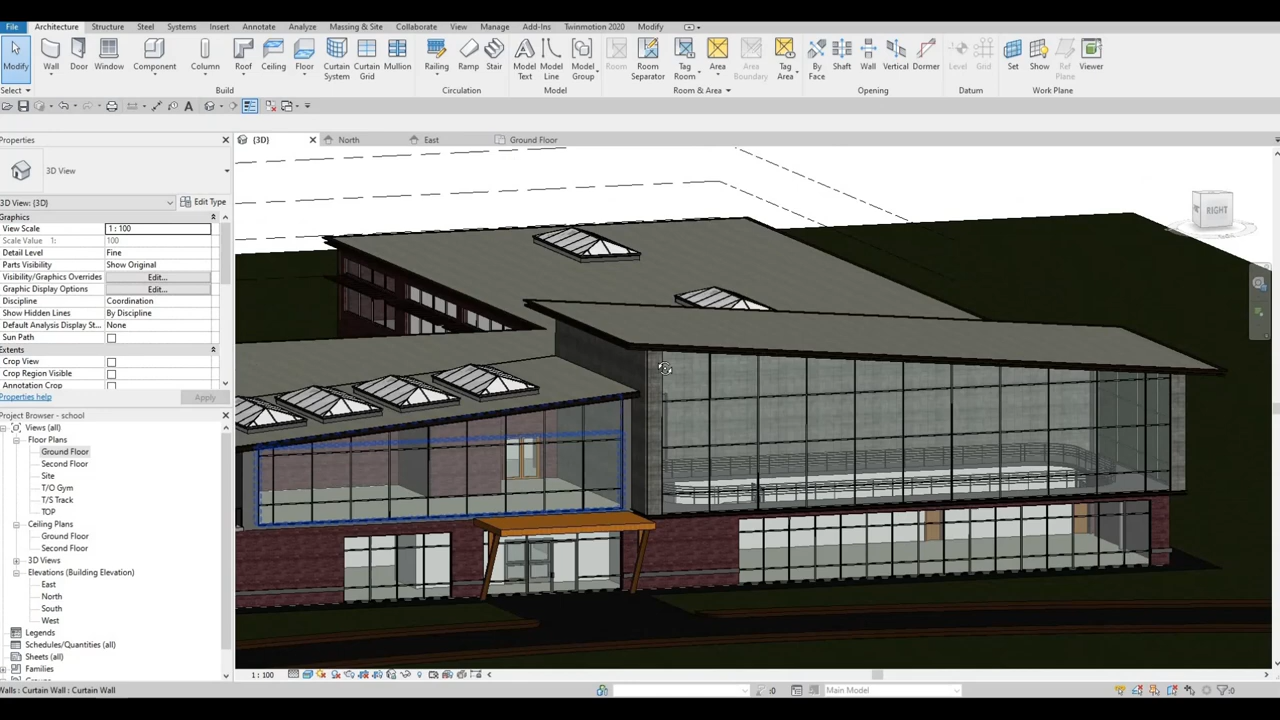 File Architecture Structure Steel Systems Insert Annotate Analyze Massing & Site Collaborate View Manage Add-Ins Twinmotion 2020 Modify
Modify Wall Door Window Component Column Roof Ceiling Floor Curtain System Curtain Grid Mullion Railing Ramp Stair Model Text Model Line Model Group Room Room Separator Tag Room Area Area Boundary Tag Area By Face Shaft Wall Vertical Dormer Level Grid Set Show Ref Plane Viewer
Select Build Circulation Model Room & Area Opening Datum Work Plane
Properties
{3D} North East Ground Floor
3D View
3D View: {3D} Edit Type
Graphics
View Scale 1 : 100
Scale Value 1: 100
Detail Level Fine
Parts Visibility Show Original
Visibility/Graphics Overrides Edit...
Graphic Display Options Edit...
Discipline Coordination
Show Hidden Lines By Discipline
Default Analysis Display St... None
Sun Path
Extents
Crop View
Crop Region Visible
Annotation Crop
Properties help Apply
Project Browser - school
Views (all)
Floor Plans
Ground Floor
Second Floor
Site
T/O Gym
T/S Track
TOP
Ceiling Plans
Ground Floor
Second Floor
3D Views
Elevations (Building Elevation)
East
North
South
West
Legends
Schedules/Quantities (all)
Sheets (all)
Families
RIGHT
1 : 100
Walls : Curtain Wall : Curtain Wall
:0
Main Model
:0